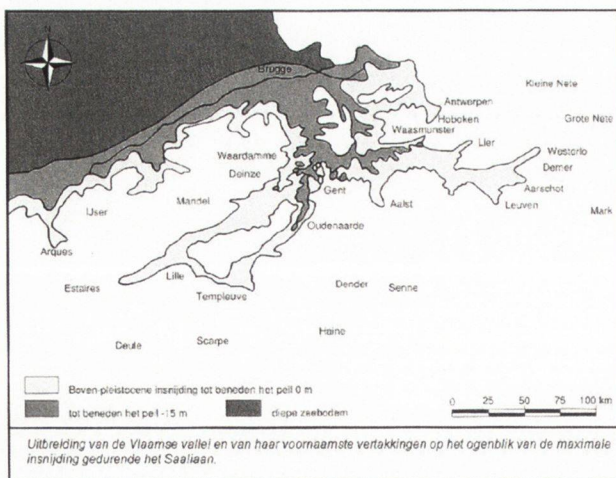 N
Brugge
Kleine Nete
Antwerpen
Hoboken
Grote Nete
Waasmunster
Lier
Westerlo
Waardamme
Demer
Deinze
Gent
Aarschot
Mandel
Aalst
Leuven
IJser
Mark
Oudenaarde
Arques
Lille
Estaires
Dender
Senne
Templeuve
Haine
Deule
Scarpe
Boven-pleistocene insnijding tot beneden het peil 0 m
tot beneden het peil -15 m
diepe zeebodem
0 25 50 75 100 km
Uitbreiding van de Vlaamse vallei en van haar voornaamste vertakkingen op het ogenblik van de maximale
insnijding gedurende het Saaliaan.